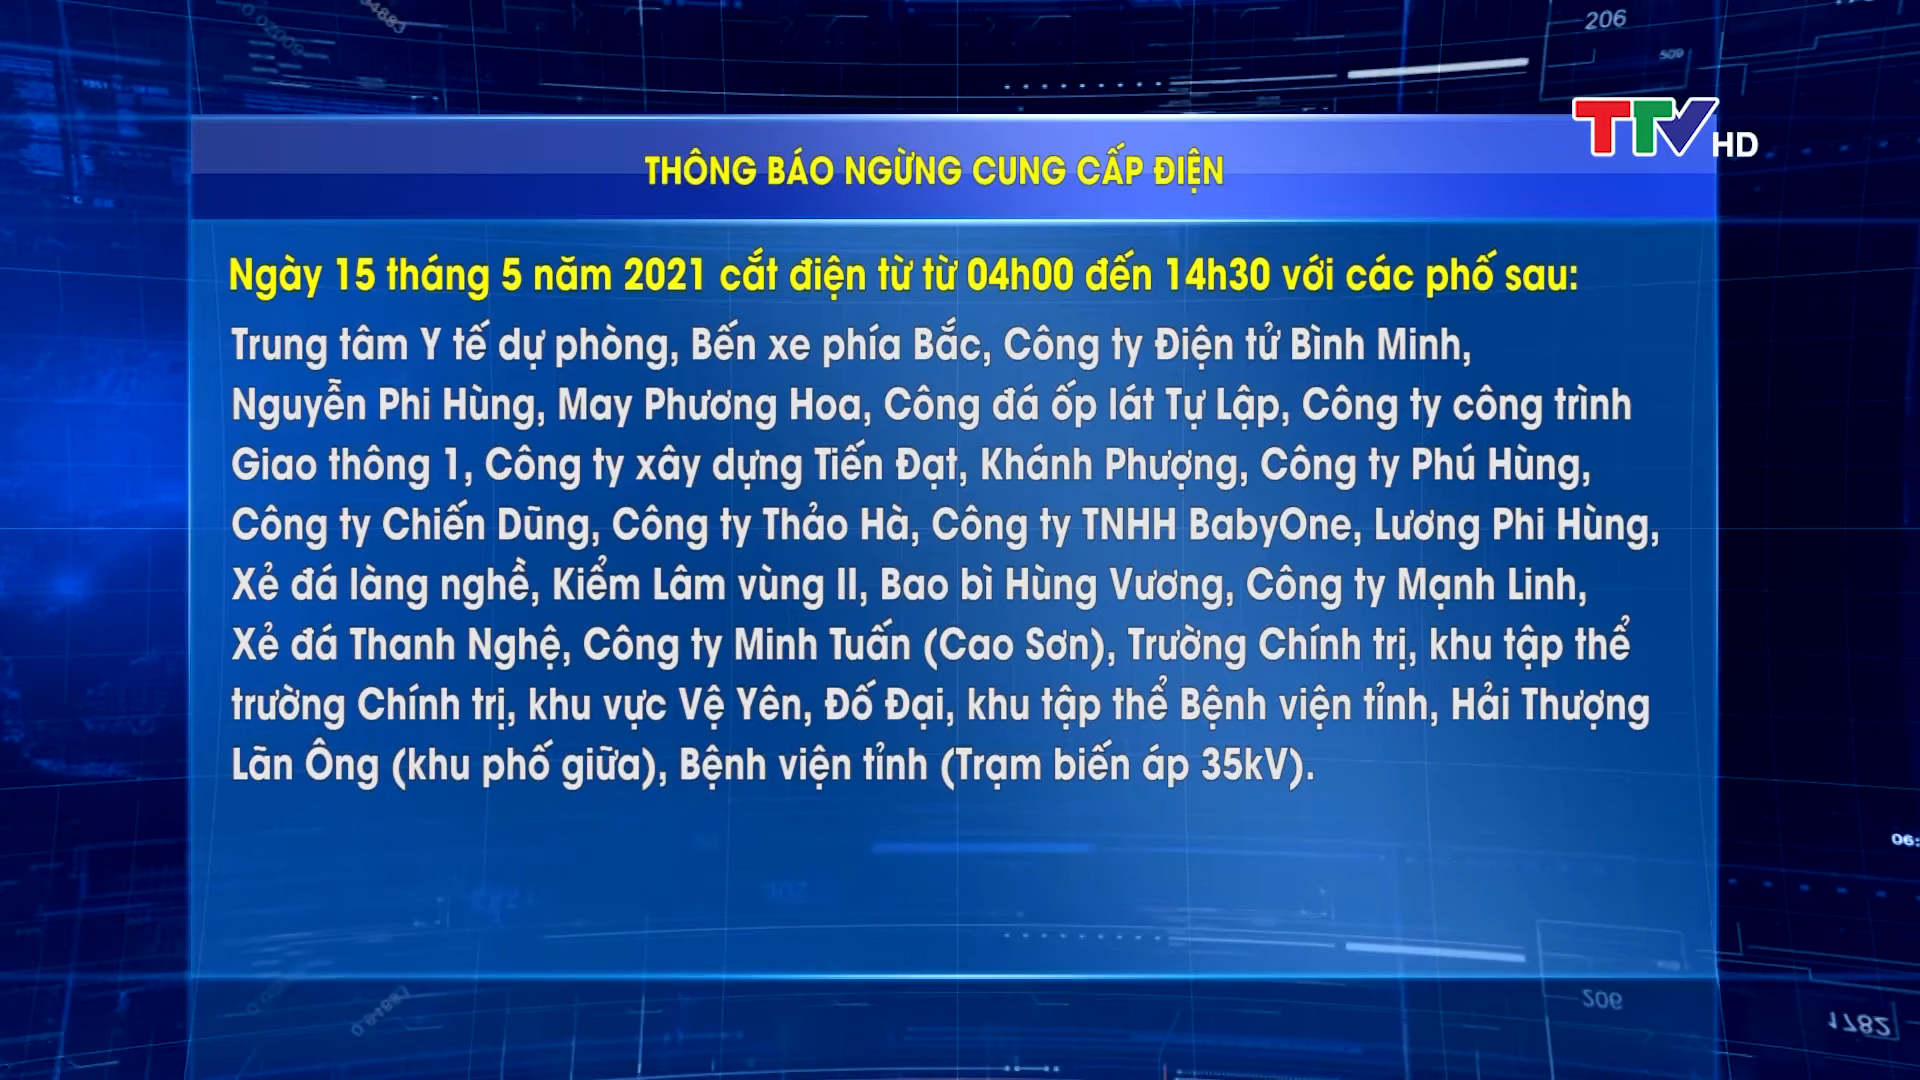 206
509
TTV HD
THÔNG BÁO NGỪNG CUNG CẤP ĐIỆN
Ngày 15 tháng 5 năm 2021 cắt điện từ từ 04h00 đến 14h30 với các phố sau:
Trung tâm Y tế dự phòng, Bến xe phía Bắc, Công ty Điện tử Bình Minh,
Nguyễn Phi Hùng, May Phương Hoa, Công đá ốp lát Tự Lập, Công ty công trình
Giao thông 1, Công ty xây dựng Tiến Đạt, Khánh Phượng, Công ty Phú Hùng,
Công ty Chiến Dũng, Công ty Thảo Hà, Công ty TNHH BabyOne, Lương Phi Hùng,
Xẻ đá làng nghề, Kiểm Lâm vùng II, Bao bì Hùng Vương, Công ty Mạnh Linh,
Xẻ đá Thanh Nghệ, Công ty Minh Tuấn (Cao Sơn), Trường Chính trị, khu tập thể
trường Chính trị, khu vực Vệ Yên, Đố Đại, khu tập thể Bệnh viện tỉnh, Hải Thượng
Lãn Ông (khu phố giữa), Bệnh viện tỉnh (Trạm biến áp 35kV).
06:
206
1782